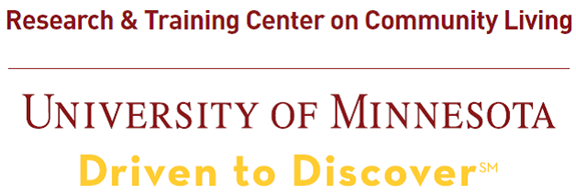 Research & Training Center on Community Living
University of Minnesota
Driven to Discover℠